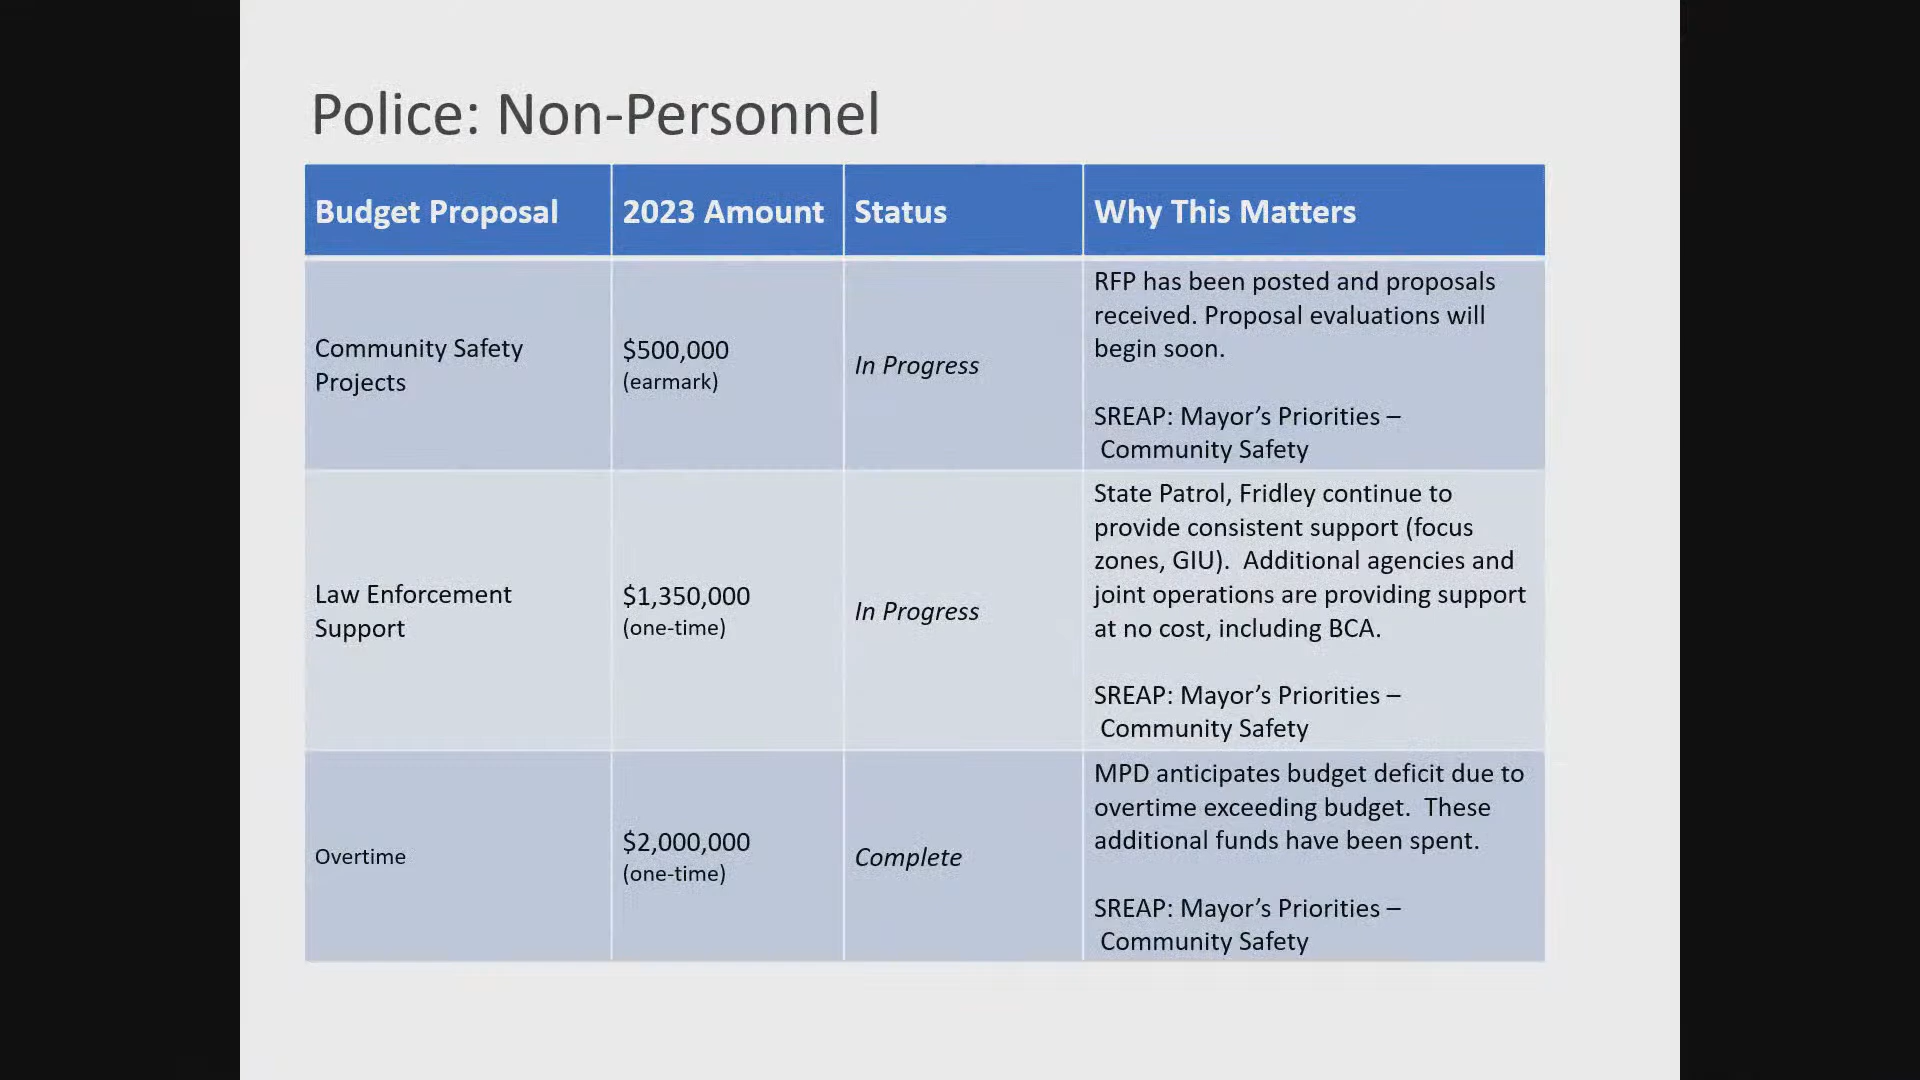 Police: Non-Personnel
Budget Proposal
2023 Amount
Status
Why This Matters
Community Safety
Projects
$500,000
(earmark)
In Progress
RFP has been posted and proposals
received. Proposal evaluations will
begin soon.
SREAP: Mayor’s Priorities –
Community Safety
Law Enforcement
Support
$1,350,000
(one-time)
In Progress
State Patrol, Fridley continue to
provide consistent support (focus
zones, GIU).  Additional agencies and
joint operations are providing support
at no cost, including BCA.
SREAP: Mayor’s Priorities –
Community Safety
Overtime
$2,000,000
(one-time)
Complete
MPD anticipates budget deficit due to
overtime exceeding budget.  These
additional funds have been spent.
SREAP: Mayor’s Priorities –
Community Safety